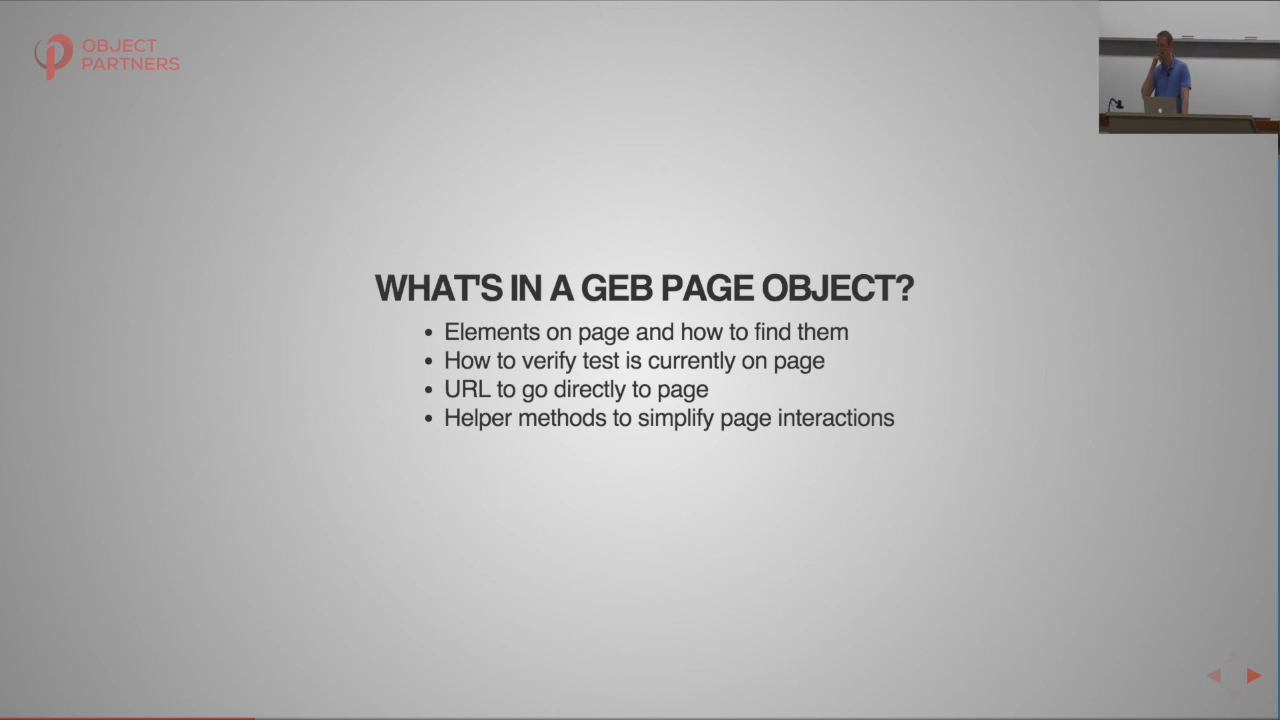 OBJECT
PARTNERS
WHAT'S IN A GEB PAGE OBJECT?
• Elements on page and how to find them
• How to verify test is currently on page
• URL to go directly to page
• Helper methods to simplify page interactions